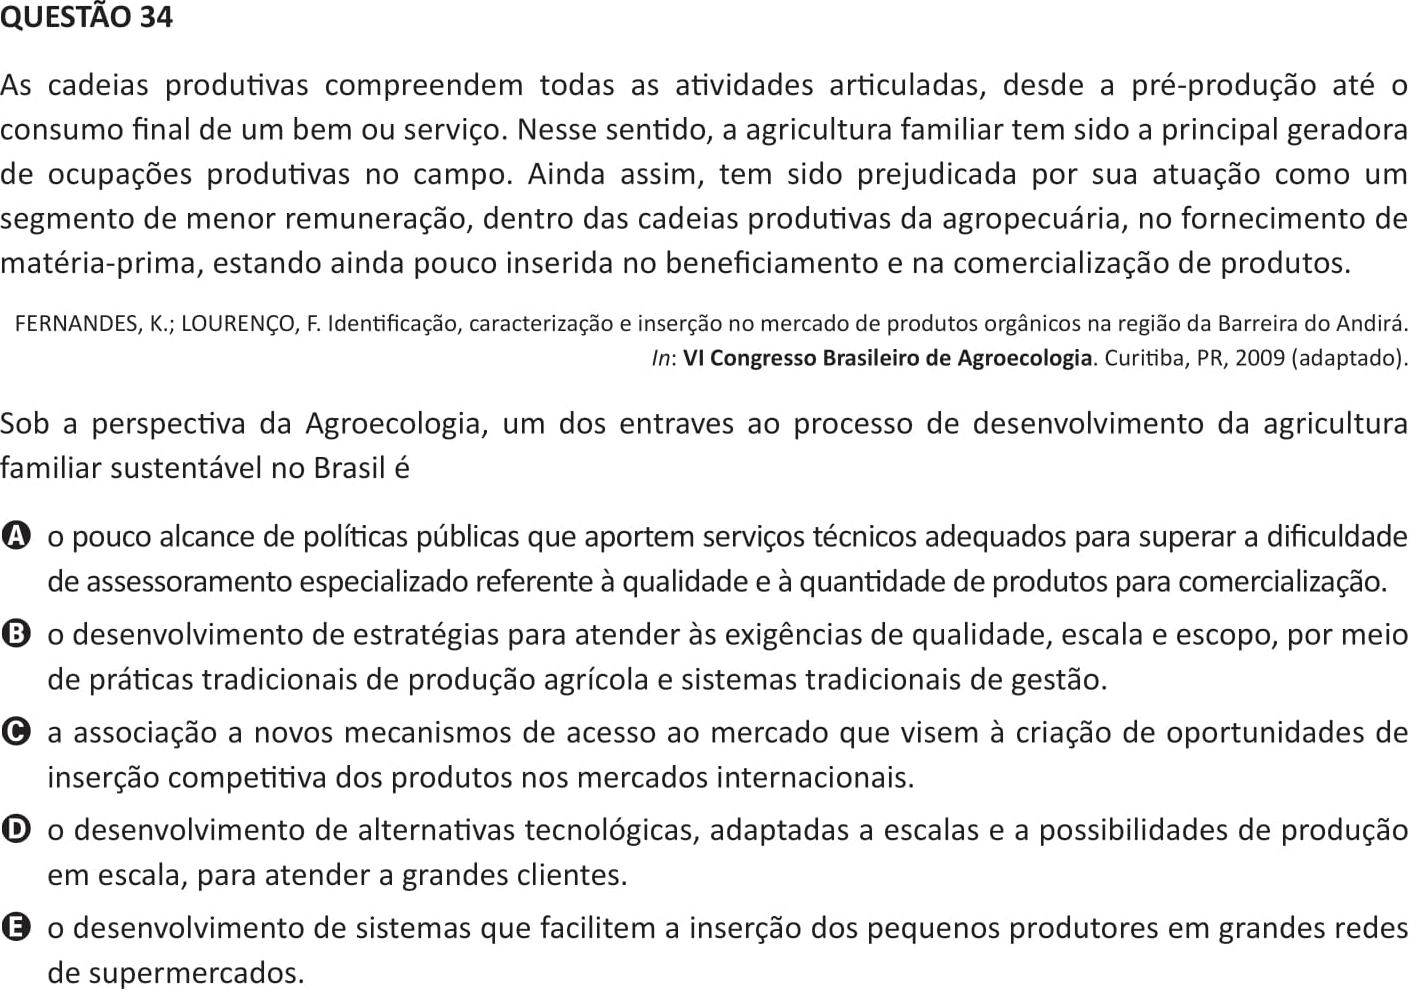 QUESTÃO 34
As cadeias produtivas compreendem todas as atividades articuladas, desde a pré-produção até o
consumo final de um bem ou serviço. Nesse sentido, a agricultura familiar tem sido a principal geradora
de ocupações produtivas no campo. Ainda assim, tem sido prejudicada por sua atuação como um
segmento de menor remuneração, dentro das cadeias produtivas da agropecuária, no fornecimento de
matéria-prima, estando ainda pouco inserida no beneficiamento e na comercialização de produtos.
FERNANDES, K.; LOURENÇO, F. Identificação, caracterização e inserção no mercado de produtos orgânicos na região da Barreira do Andirá.
In: VI Congresso Brasileiro de Agroecologia. Curitiba, PR, 2009 (adaptado).
Sob a perspectiva da Agroecologia, um dos entraves ao processo de desenvolvimento da agricultura
familiar sustentável no Brasil é
A o pouco alcance de políticas públicas que aportem serviços técnicos adequados para superar a dificuldade
de assessoramento especializado referente à qualidade e à quantidade de produtos para comercialização.
B o desenvolvimento de estratégias para atender às exigências de qualidade, escala e escopo, por meio
de práticas tradicionais de produção agrícola e sistemas tradicionais de gestão.
C a associação a novos mecanismos de acesso ao mercado que visem à criação de oportunidades de
inserção competitiva dos produtos nos mercados internacionais.
D o desenvolvimento de alternativas tecnológicas, adaptadas a escalas e a possibilidades de produção
em escala, para atender a grandes clientes.
E o desenvolvimento de sistemas que facilitem a inserção dos pequenos produtores em grandes redes
de supermercados.